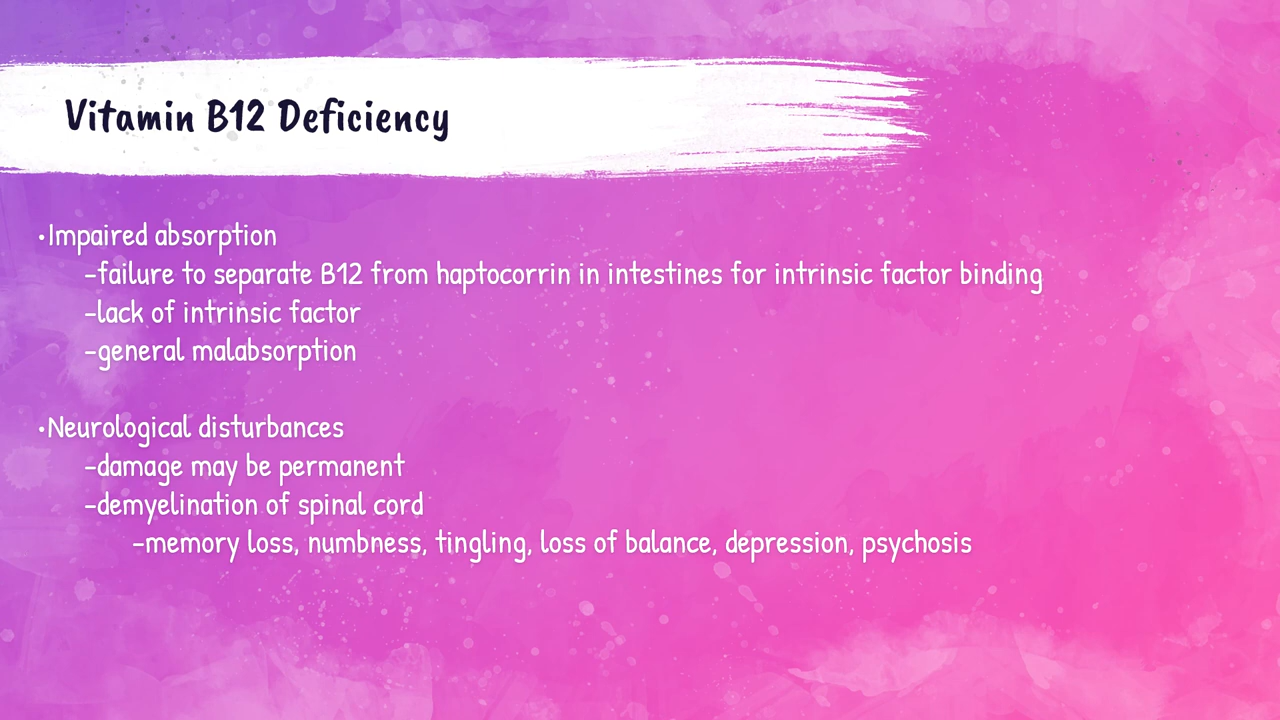 Vitamin B12 Deficiency
•Impaired absorption
–failure to separate B12 from haptocorrin in intestines for intrinsic factor binding
–lack of intrinsic factor
–general malabsorption
•Neurological disturbances
–damage may be permanent
–demyelination of spinal cord
–memory loss, numbness, tingling, loss of balance, depression, psychosis